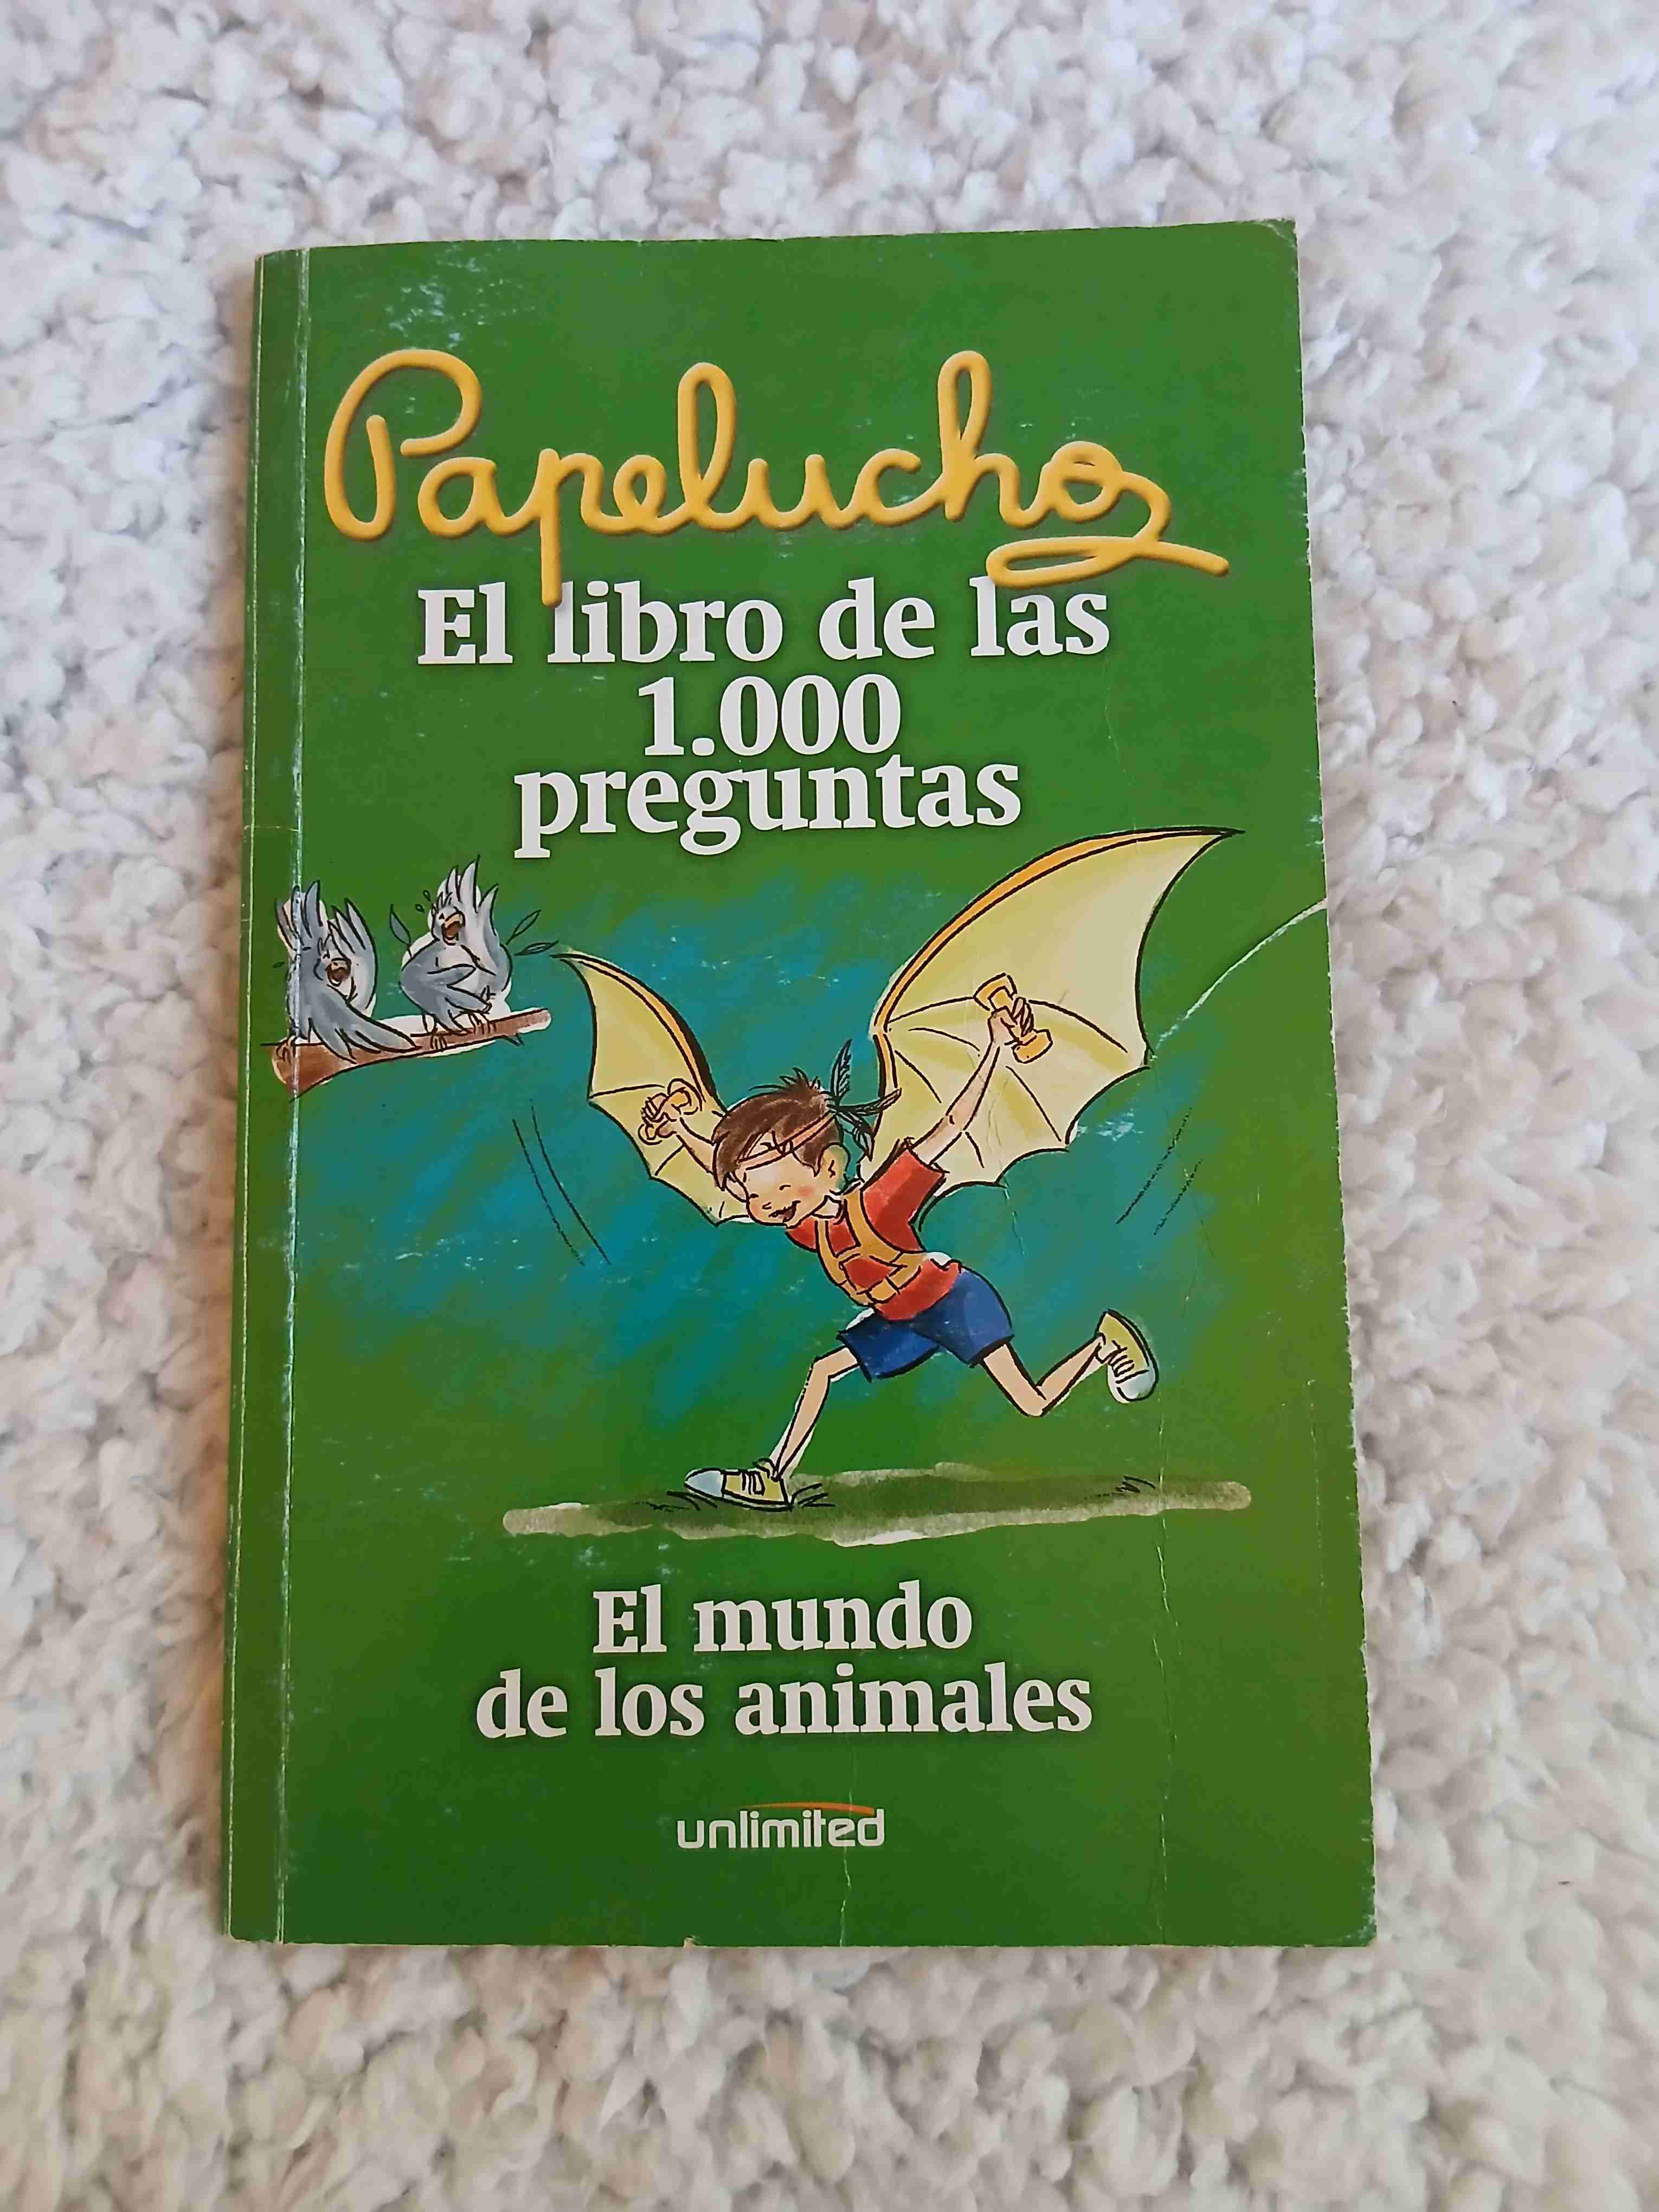 Papelucho
El libro de las
1.000
preguntas
El mundo
de los animales
unlimited